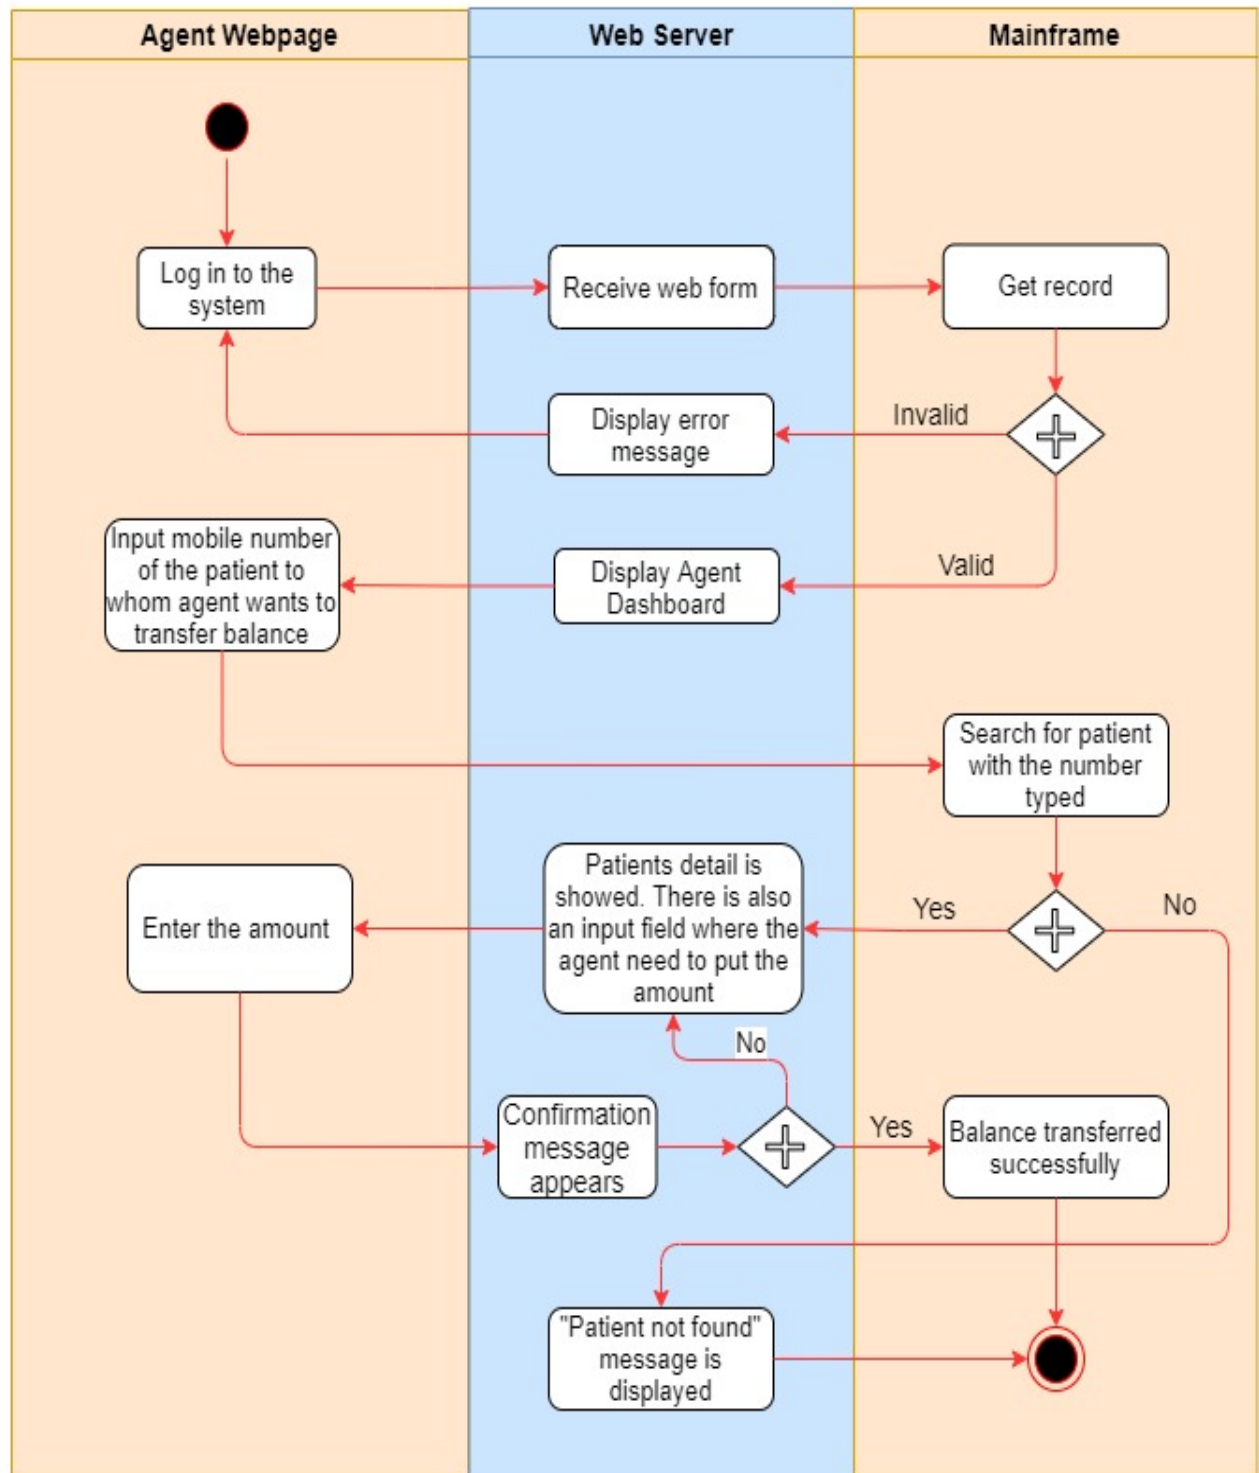 Agent Webpage
Web Server
Mainframe
Log in to the
system
Receive web form
Get record
Display error
message
Invalid
Input mobile number
of the patient to
whom agent wants to
transfer balance
Display Agent
Dashboard
Valid
Search for patient
with the number
typed
Enter the amount
Patients detail is
showed. There is also
an input field where the
agent need to put the
amount
Yes
No
No
Confirmation
message
appears
Yes
Balance transferred
successfully
"Patient not found"
message is
displayed